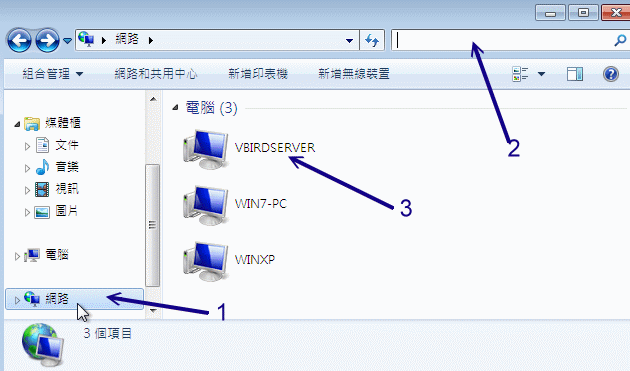 網路
組合管理 網路和共用中心 新增印表機 新增無線裝置
媒體櫃
文件
音樂
視訊
圖片
電腦
網路
電腦 (3)
VBIRDSERVER
WIN7-PC
WINXP
2
3
1
3 個項目